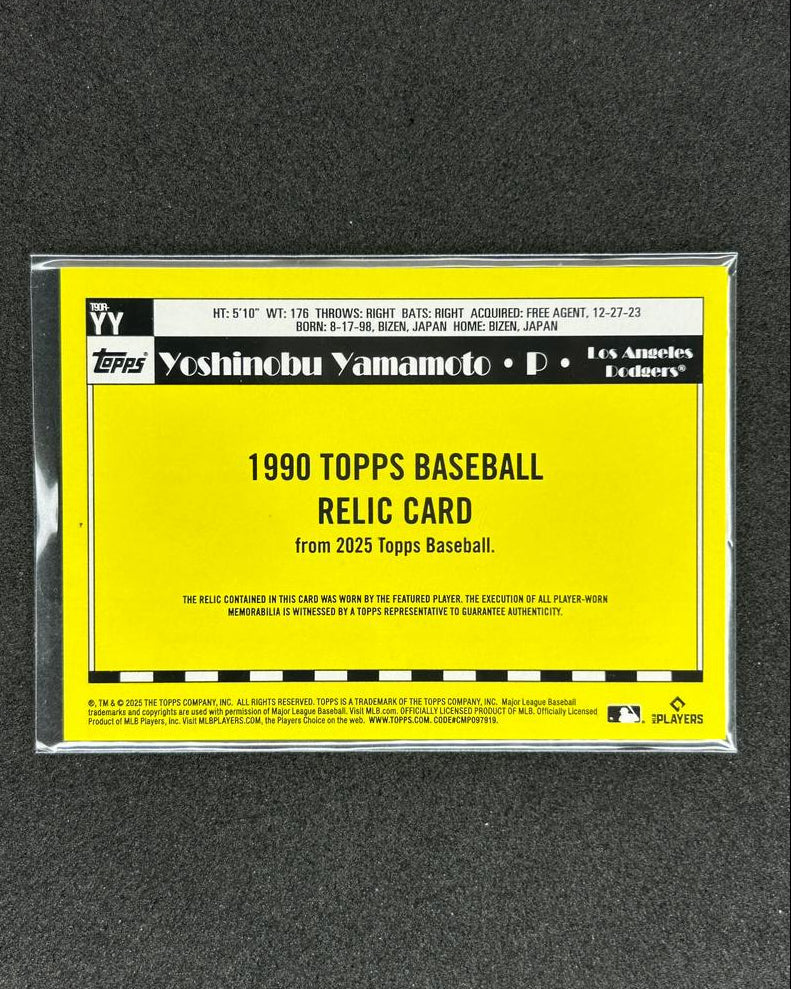 T90R-
YY
HT: 5'10" WT: 176 THROWS: RIGHT BATS: RIGHT ACQUIRED: FREE AGENT, 12-27-23
BORN: 8-17-98, BIZEN, JAPAN HOME: BIZEN, JAPAN
Topps® Yoshinobu Yamamoto • P •
Los Angeles
Dodgers®
1990 TOPPS BASEBALL
RELIC CARD
from 2025 Topps Baseball.
THE RELIC CONTAINED IN THIS CARD WAS WORN BY THE FEATURED PLAYER. THE EXECUTION OF ALL PLAYER-WORN
MEMORABILIA IS WITNESSED BY A TOPPS REPRESENTATIVE TO GUARANTEE AUTHENTICITY.
®, TM & © 2025 THE TOPPS COMPANY, INC. ALL RIGHTS RESERVED. TOPPS IS A TRADEMARK OF THE TOPPS COMPANY, INC. Major League Baseball
trademarks and copyrights are used with permission of Major League Baseball. Visit MLB.com. OFFICIALLY LICENSED PRODUCT OF MLB. Officially Licensed
Product of MLB Players, Inc. Visit MLBPLAYERS.COM, the Players Choice on the web. WWW.TOPPS.COM. CODE#CMP097919.
MLB PLAYERS